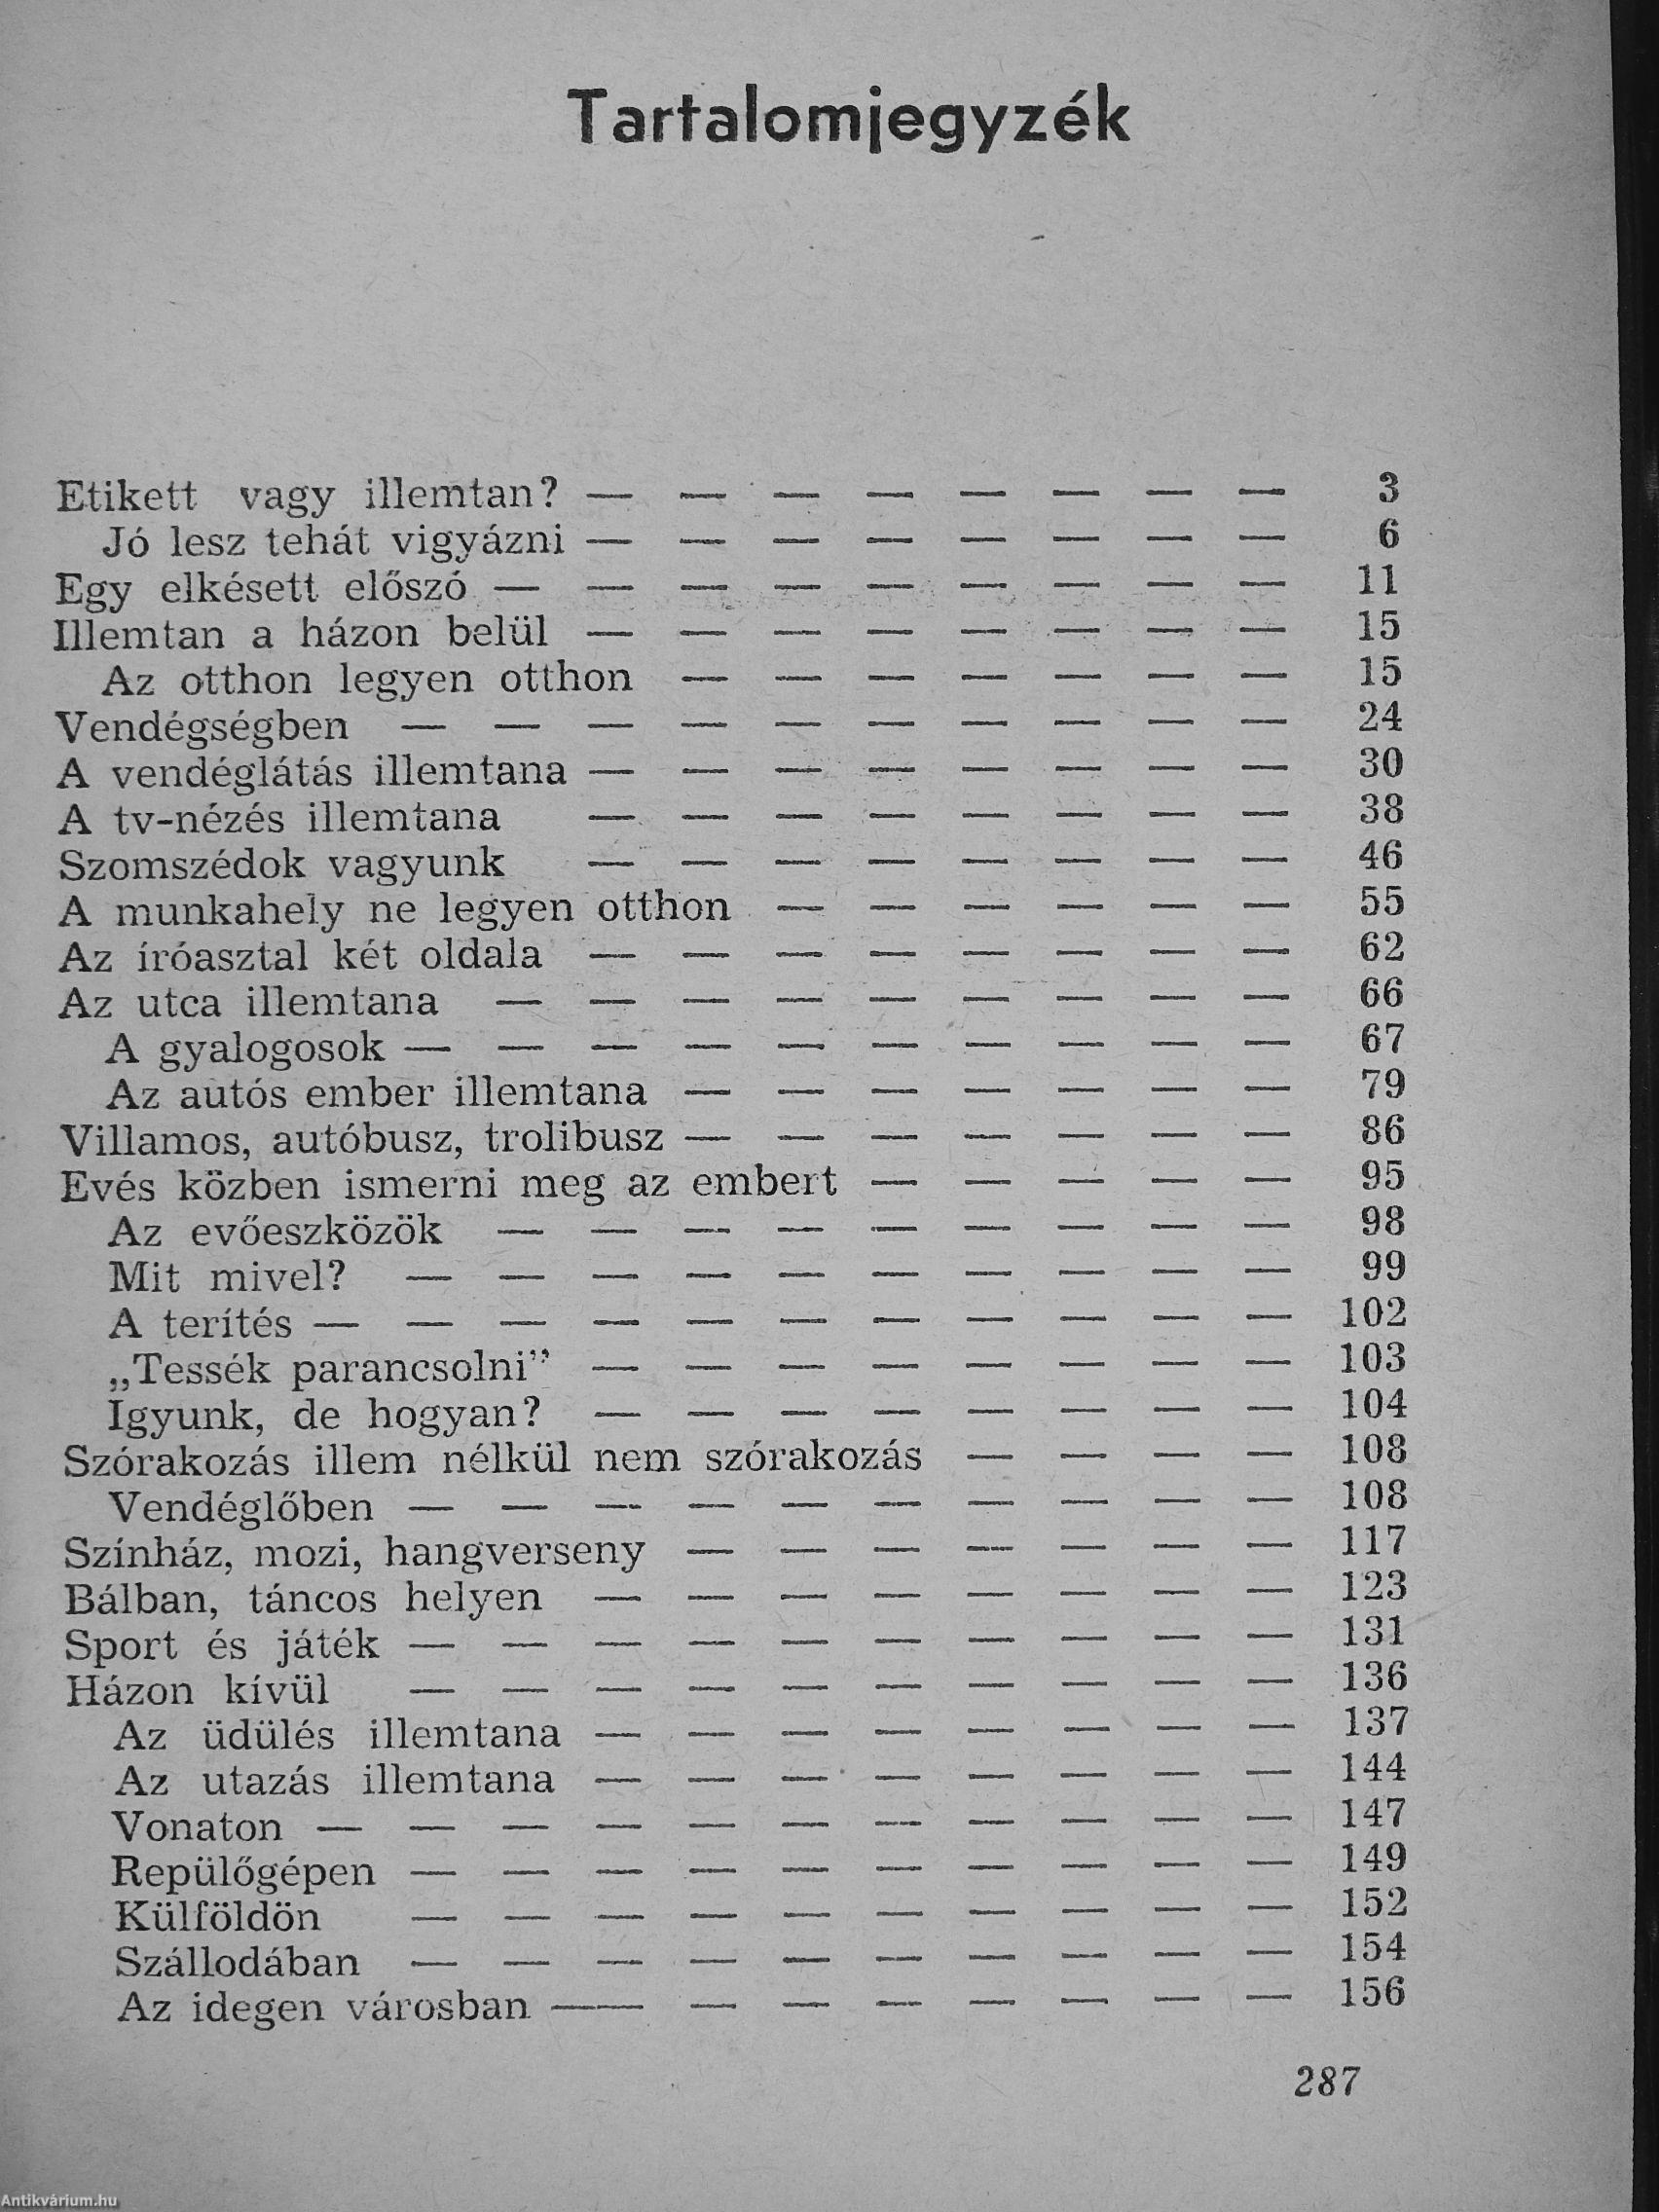 Tartalomjegyzék
Etikett vagy illemtan? — — — — — — — — 3
Jó lesz tehát vigyázni — — — — — — — — 6
Egy elkésett előszó — — — — — — — — — 11
Illemtan a házon belül — — — — — — — — 15
Az otthon legyen otthon — — — — — — — 15
Vendégségben — — — — — — — — — — 24
A vendéglátás illemtana — — — — — — — — 30
A tv-nézés illemtana — — — — — — — — 38
Szomszédok vagyunk — — — — — — — — 46
A munkahely ne legyen otthon — — — — — — 55
Az íróasztal két oldala — — — — — — — — 62
Az utca illemtana — — — — — — — — — 66
A gyalogosok — — — — — — — — — — 67
Az autós ember illemtana — — — — — — — 79
Villamos, autóbusz, trolibusz — — — — — — — 86
Evés közben ismerni meg az embert — — — — — 95
Az evőeszközök — — — — — — — — — 98
Mit mivel? — — — — — — — — — — 99
A terítés — — — — — — — — — — — 102
„Tessék parancsolni” — — — — — — — — 103
Igyunk, de hogyan? — — — — — — — — 104
Szórakozás illem nélkül nem szórakozás — — — — 108
Vendéglőben — — — — — — — — — — 108
Színház, mozi, hangverseny — — — — — — — 117
Bálban, táncos helyen — — — — — — — — 123
Sport és játék — — — — — — — — — — 131
Házon kívül — — — — — — — — — — 136
Az üdülés illemtana — — — — — — — — 137
Az utazás illemtana — — — — — — — — 144
Vonaton — — — — — — — — — — — 147
Repülőgépen — — — — — — — — — — 149
Külföldön — — — — — — — — — — 152
Szállodában — — — — — — — — — — 154
Az idegen városban —— — — — — — — — 156
287
Antikvárium.hu